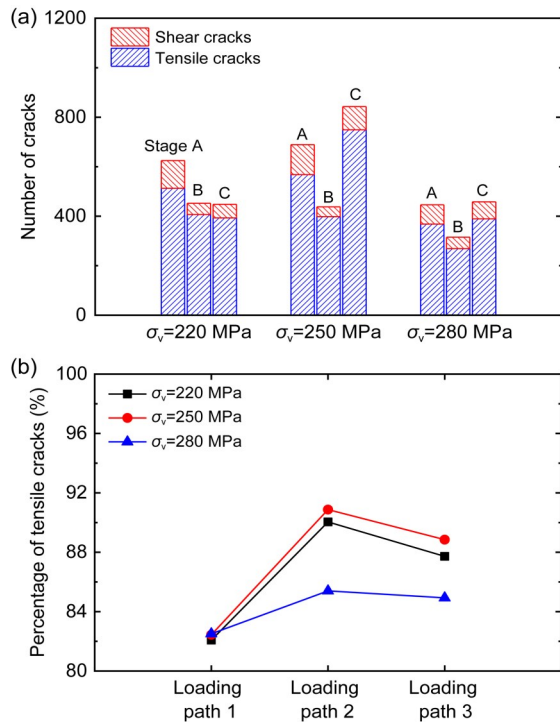 (a)
1200
800
400
0
Number of cracks
Shear cracks
Tensile cracks
Stage A
B
C
A
B
C
A
B
C
σᵥ=220 MPa
σᵥ=250 MPa
σᵥ=280 MPa
(b)
100
96
92
88
84
80
Percentage of tensile cracks (%)
σᵥ=220 MPa
σᵥ=250 MPa
σᵥ=280 MPa
Loading
path 1
Loading
path 2
Loading
path 3